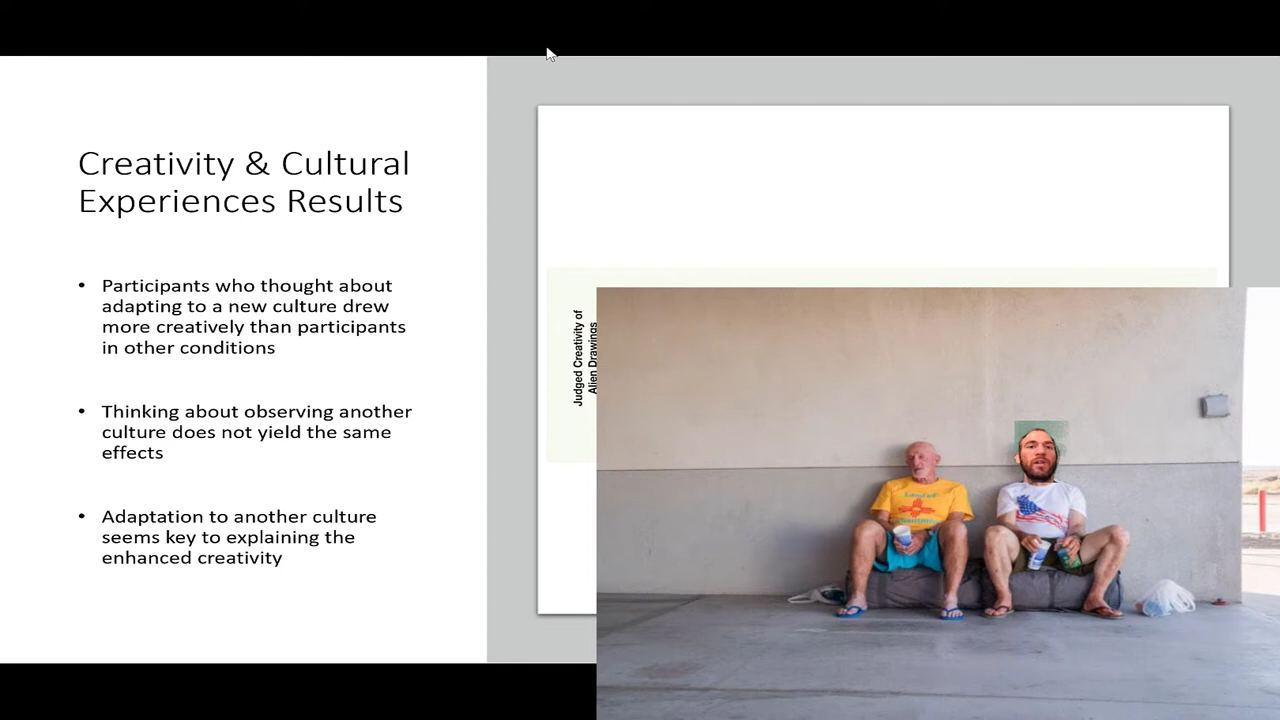 Creativity & Cultural
Experiences Results
• Participants who thought about
adapting to a new culture drew
more creatively than participants
in other conditions
• Thinking about observing another
culture does not yield the same
effects
• Adaptation to another culture
seems key to explaining the
enhanced creativity
Judged Creativity of
Alien Drawings